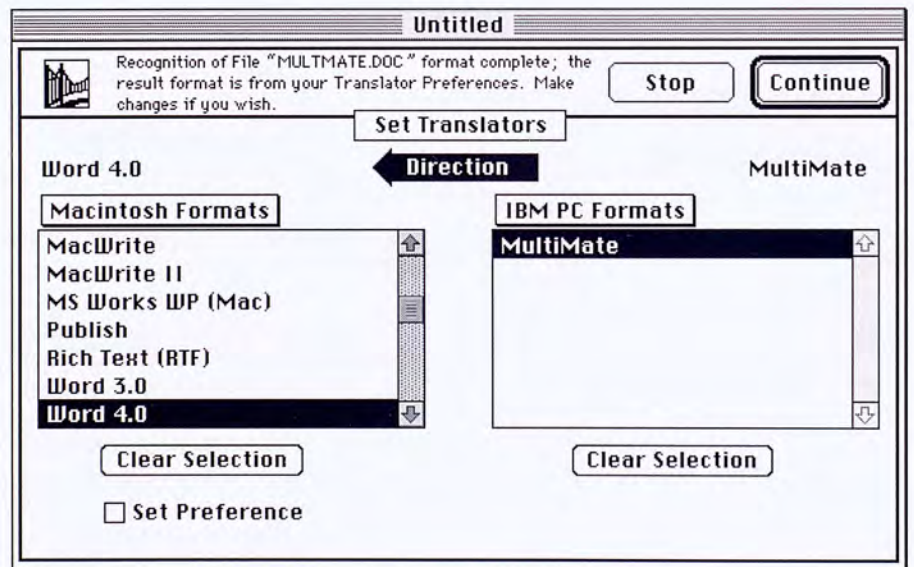 Untitled
Recognition of File "MULTMATE.DOC" format complete; the
result format is from your Translator Preferences. Make
changes if you wish.
Stop
Continue
Set Translators
Word 4.0
Direction
MultiMate
Macintosh Formats
MacWrite
MacWrite II
MS Works WP (Mac)
Publish
Rich Text (RTF)
Word 3.0
Word 4.0
Clear Selection
Set Preference
IBM PC Formats
MultiMate
Clear Selection